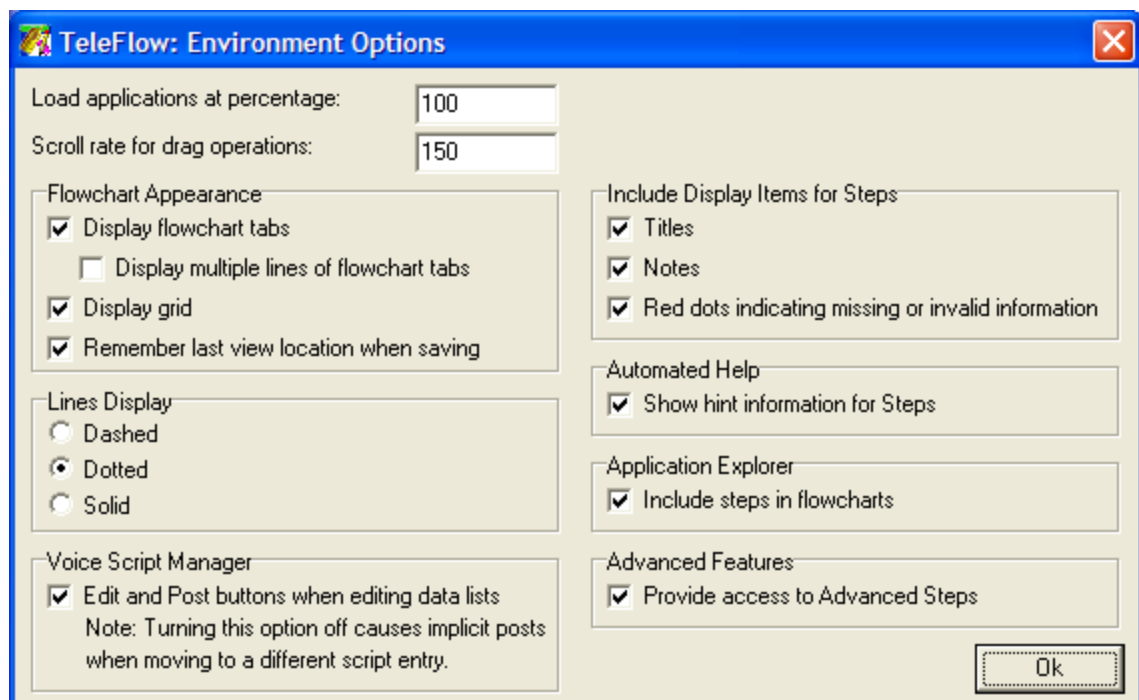 TeleFlow: Environment Options
Load applications at percentage:
100
Scroll rate for drag operations:
150
Flowchart Appearance
Display flowchart tabs
Display multiple lines of flowchart tabs
Display grid
Remember last view location when saving
Lines Display
Dashed
Dotted
Solid
Voice Script Manager
Edit and Post buttons when editing data lists
Note: Turning this option off causes implicit posts
when moving to a different script entry.
Include Display Items for Steps
Titles
Notes
Red dots indicating missing or invalid information
Automated Help
Show hint information for Steps
Application Explorer
Include steps in flowcharts
Advanced Features
Provide access to Advanced Steps
Ok